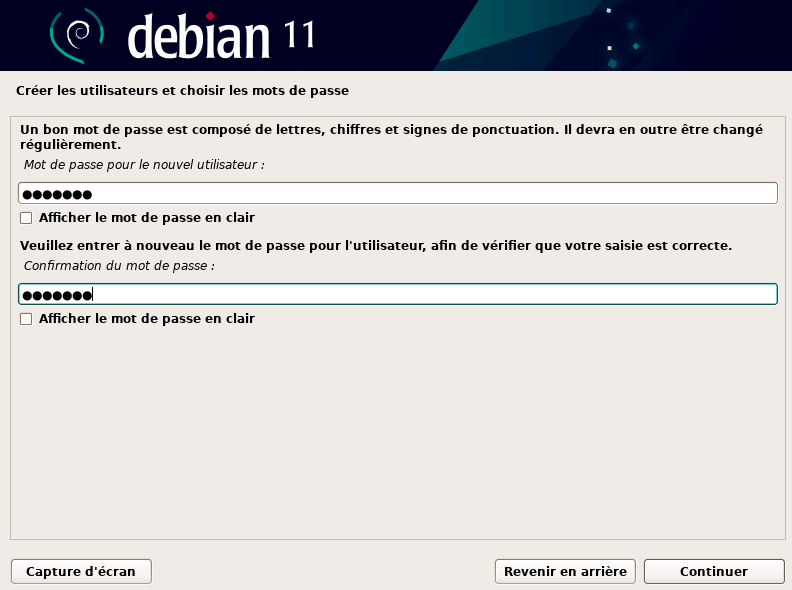 debian 11
Créer les utilisateurs et choisir les mots de passe
Un bon mot de passe est composé de lettres, chiffres et signes de ponctuation. Il devra en outre être changé
régulièrement.
Mot de passe pour le nouvel utilisateur :
●●●●●●●
Afficher le mot de passe en clair
Veuillez entrer à nouveau le mot de passe pour l'utilisateur, afin de vérifier que votre saisie est correcte.
Confirmation du mot de passe :
●●●●●●●
Afficher le mot de passe en clair
Capture d'écran
Revenir en arrière
Continuer